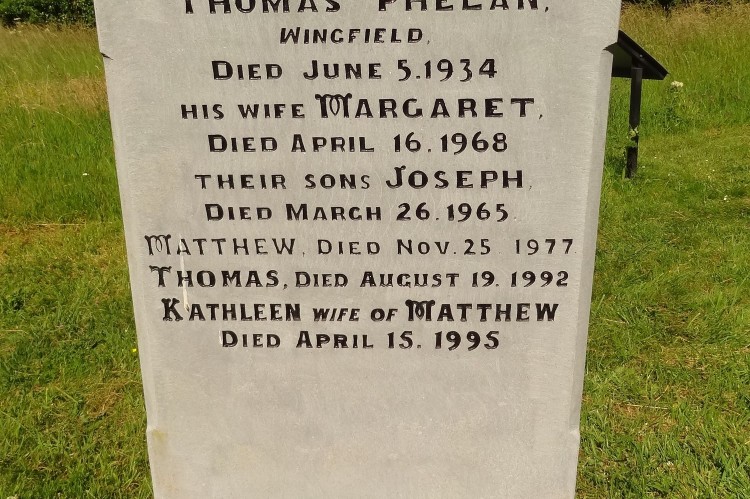 THOMAS PHELAN,
WINGFIELD,
DIED JUNE 5.1934
HIS WIFE MARGARET,
DIED APRIL 16.1968
THEIR SONS JOSEPH,
DIED MARCH 26.1965.
MATTHEW, DIED NOV. 25 1977.
THOMAS, DIED AUGUST 19. 1992
KATHLEEN WIFE OF MATTHEW
DIED APRIL 15. 1995